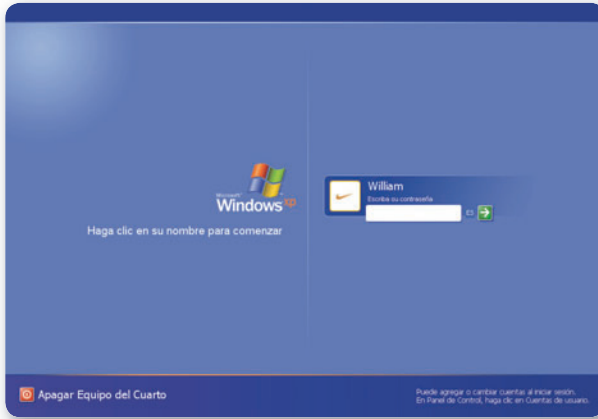 Microsoft
Windows xp
Haga clic en su nombre para comenzar
William
Escriba su contraseña
ES
Apagar Equipo del Cuarto
Puede agregar o cambiar cuentas al iniciar sesión.
En Panel de Control, haga clic en Cuentas de usuario.